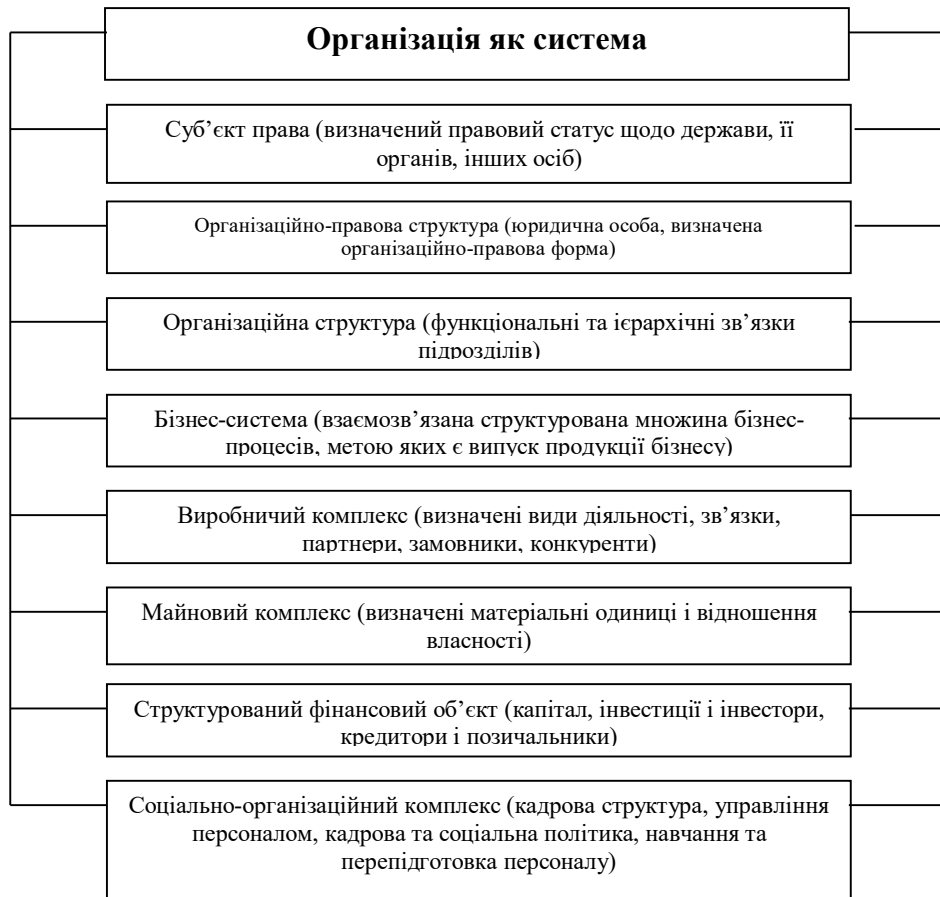 Організація як система
Суб’єкт права (визначений правовий статус щодо держави, її
органів, інших осіб)
Організаційно-правова структура (юридична особа, визначена
організаційно-правова форма)
Організаційна структура (функціональні та ієрархічні зв’язки
підрозділів)
Бізнес-система (взаємозв’язана структурована множина бізнес-
процесів, метою яких є випуск продукції бізнесу)
Виробничий комплекс (визначені види діяльності, зв’язки,
партнери, замовники, конкуренти)
Майновий комплекс (визначені матеріальні одиниці і відношення
власності)
Структурований фінансовий об’єкт (капітал, інвестиції і інвестори,
кредитори і позичальники)
Соціально-організаційний комплекс (кадрова структура, управління
персоналом, кадрова та соціальна політика, навчання та
перепідготовка персоналу)